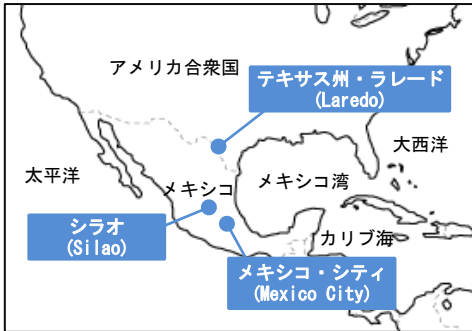 アメリカ合衆国
テキサス州・ラレード
(Laredo)
大西洋
太平洋
メキシコ
メキシコ湾
シラオ
(Silao)
カリブ海
メキシコ・シティ
(Mexico City)